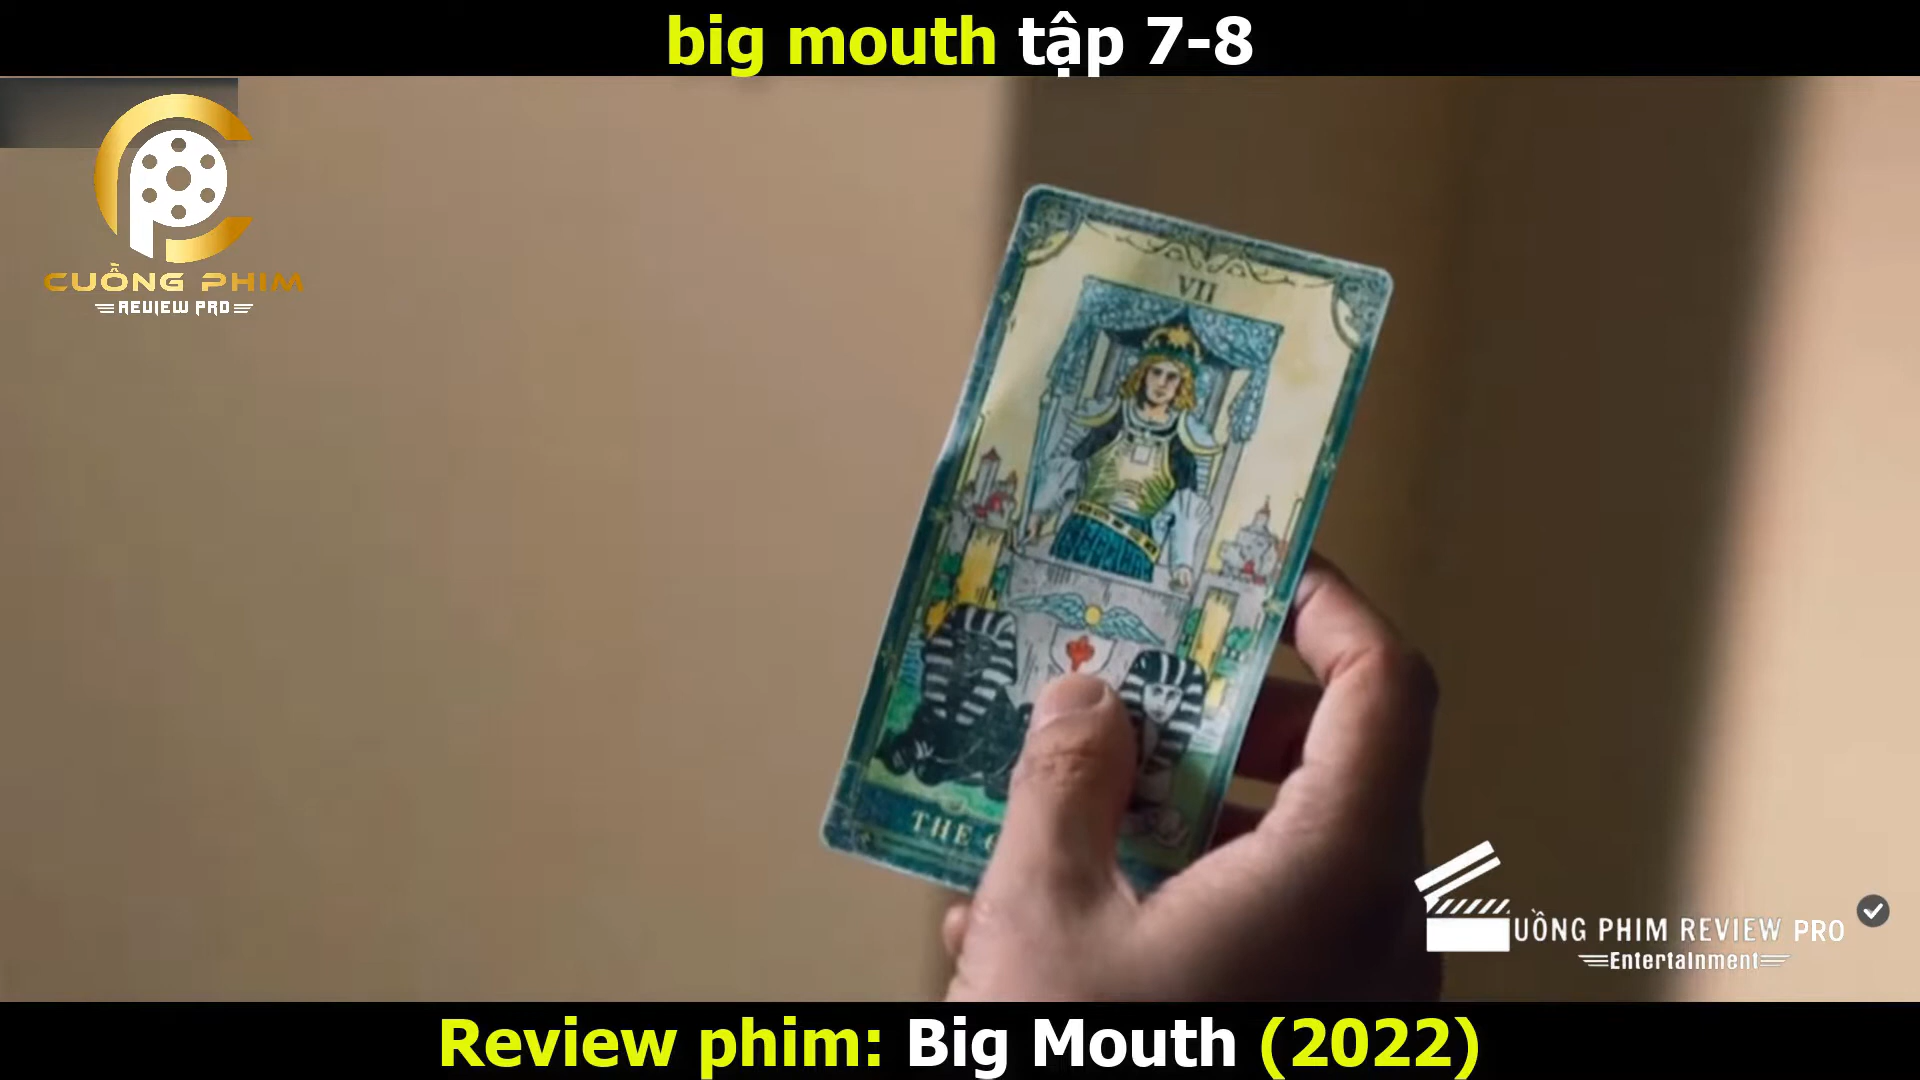 big mouth tập 7-8
CUỒNG PHIM
REVIEW PRO
VII
THE
UỒNG PHIM REVIEW PRO
Entertainment
Review phim: Big Mouth (2022)